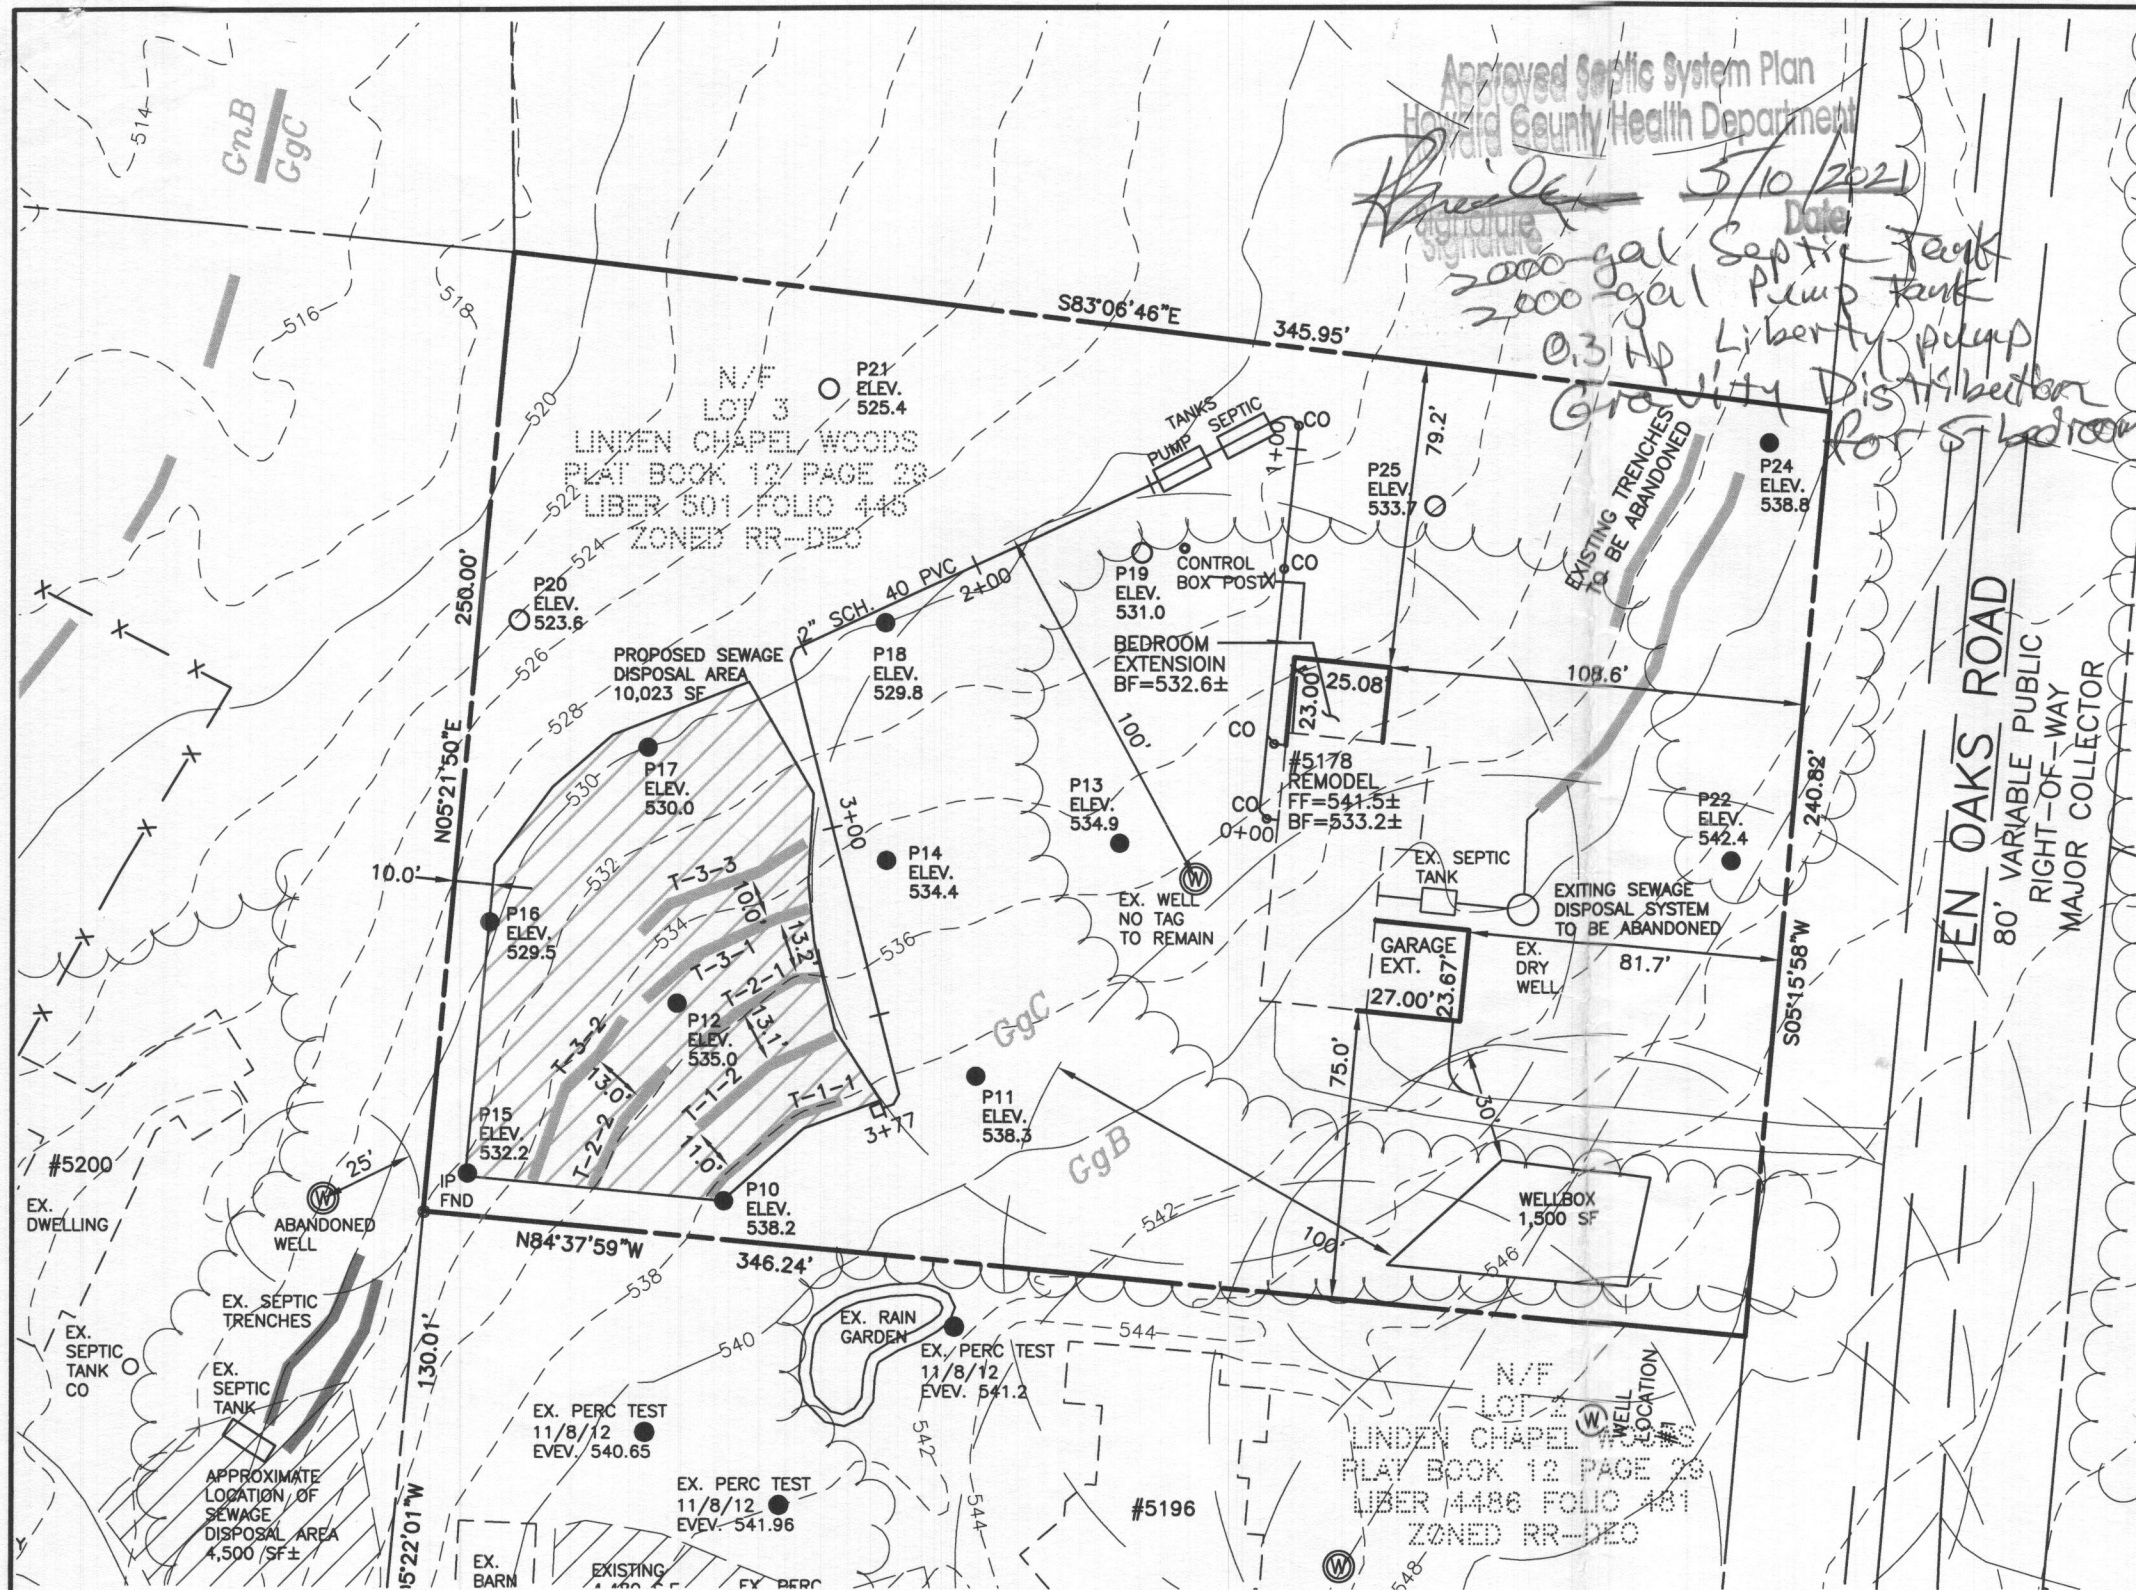 Approved Septic System Plan
Howard County Health Department
5/10/2021
Signature
Date
2000-gal Septic Tank
2000-gal Pump Tank
0.3 Hp Liberty pump
Gravity Distribution
for 5-bedroom
514
GnB
GgC
516
518
520
522
524
526
528
530
532
534
536
S83°06'46"E
345.95'
N/F
LOT 3
LINDEN CHAPEL WOODS
PLAT BOOK 12 PAGE 29
LIBER 501 FOLIO 445
ZONED RR-DEO
P21
ELEV.
525.4
TANKS
PUMP
SEPTIC
CO
1+00
79.2'
P25
ELEV.
533.7
EXISTING TRENCHES
TO BE ABANDONED
P24
ELEV.
538.8
250.00'
N05°21'50"E
P20
ELEV.
523.6
2" SCH. 40 PVC
2+00
P18
ELEV.
529.8
P19
ELEV.
531.0
CONTROL
BOX POST
CO
BEDROOM
EXTENSIOIN
BF=532.6±
23.00'
25.08'
108.6'
PROPOSED SEWAGE
DISPOSAL AREA
10,023 SF
100'
CO
#5178
REMODEL
FF=541.5±
BF=533.2±
CO
0+00
P17
ELEV.
530.0
3+00
P13
ELEV.
534.9
P14
ELEV.
534.4
P22
ELEV.
542.4
240.82'
S05°15'58"W
TEN OAKS ROAD
80' VARIABLE PUBLIC
RIGHT-OF-WAY
MAJOR COLLECTOR
10.0'
P16
ELEV.
529.5
T-3-3
10.0'
T-3-1
13.2'
T-2-1
13.1'
P12
ELEV.
535.0
T-3-2
13.0'
T-2-2
T-1-2
T-1-1
11.0'
3+77
EX. WELL
NO TAG
TO REMAIN
W
EX. SEPTIC
TANK
EXITING SEWAGE
DISPOSAL SYSTEM
TO BE ABANDONED
EX.
DRY
WELL
GARAGE
EXT.
27.00'
23.67'
81.7'
75.0'
30'
GgC
GgB
P11
ELEV.
538.3
P15
ELEV.
532.2
IP
FND
P10
ELEV.
538.2
N84°37'59"W
346.24'
100'
WELLBOX
1,500 SF
542
546
#5200
EX.
DWELLING
25'
W
ABANDONED
WELL
EX. SEPTIC
TRENCHES
EX.
SEPTIC
TANK
CO
EX.
SEPTIC
TANK
130.01'
538
540
542
544
544
EX. RAIN
GARDEN
EX. PERC TEST
11/8/12
EVEV. 541.2
EX. PERC TEST
11/8/12
EVEV. 540.65
EX. PERC TEST
11/8/12
EVEV. 541.96
APPROXIMATE
LOCATION OF
SEWAGE
DISPOSAL AREA
4,500 SF±
5°22'01"W
EX.
BARN
EXISTING
EX. PERC
#5196
N/F
LOT 2
LINDEN CHAPEL WOODS
PLAT BOOK 12 PAGE 29
LIBER 4486 FOLIO 481
ZONED RR-DEO
W
WELL
LOCATION
#1
W
548